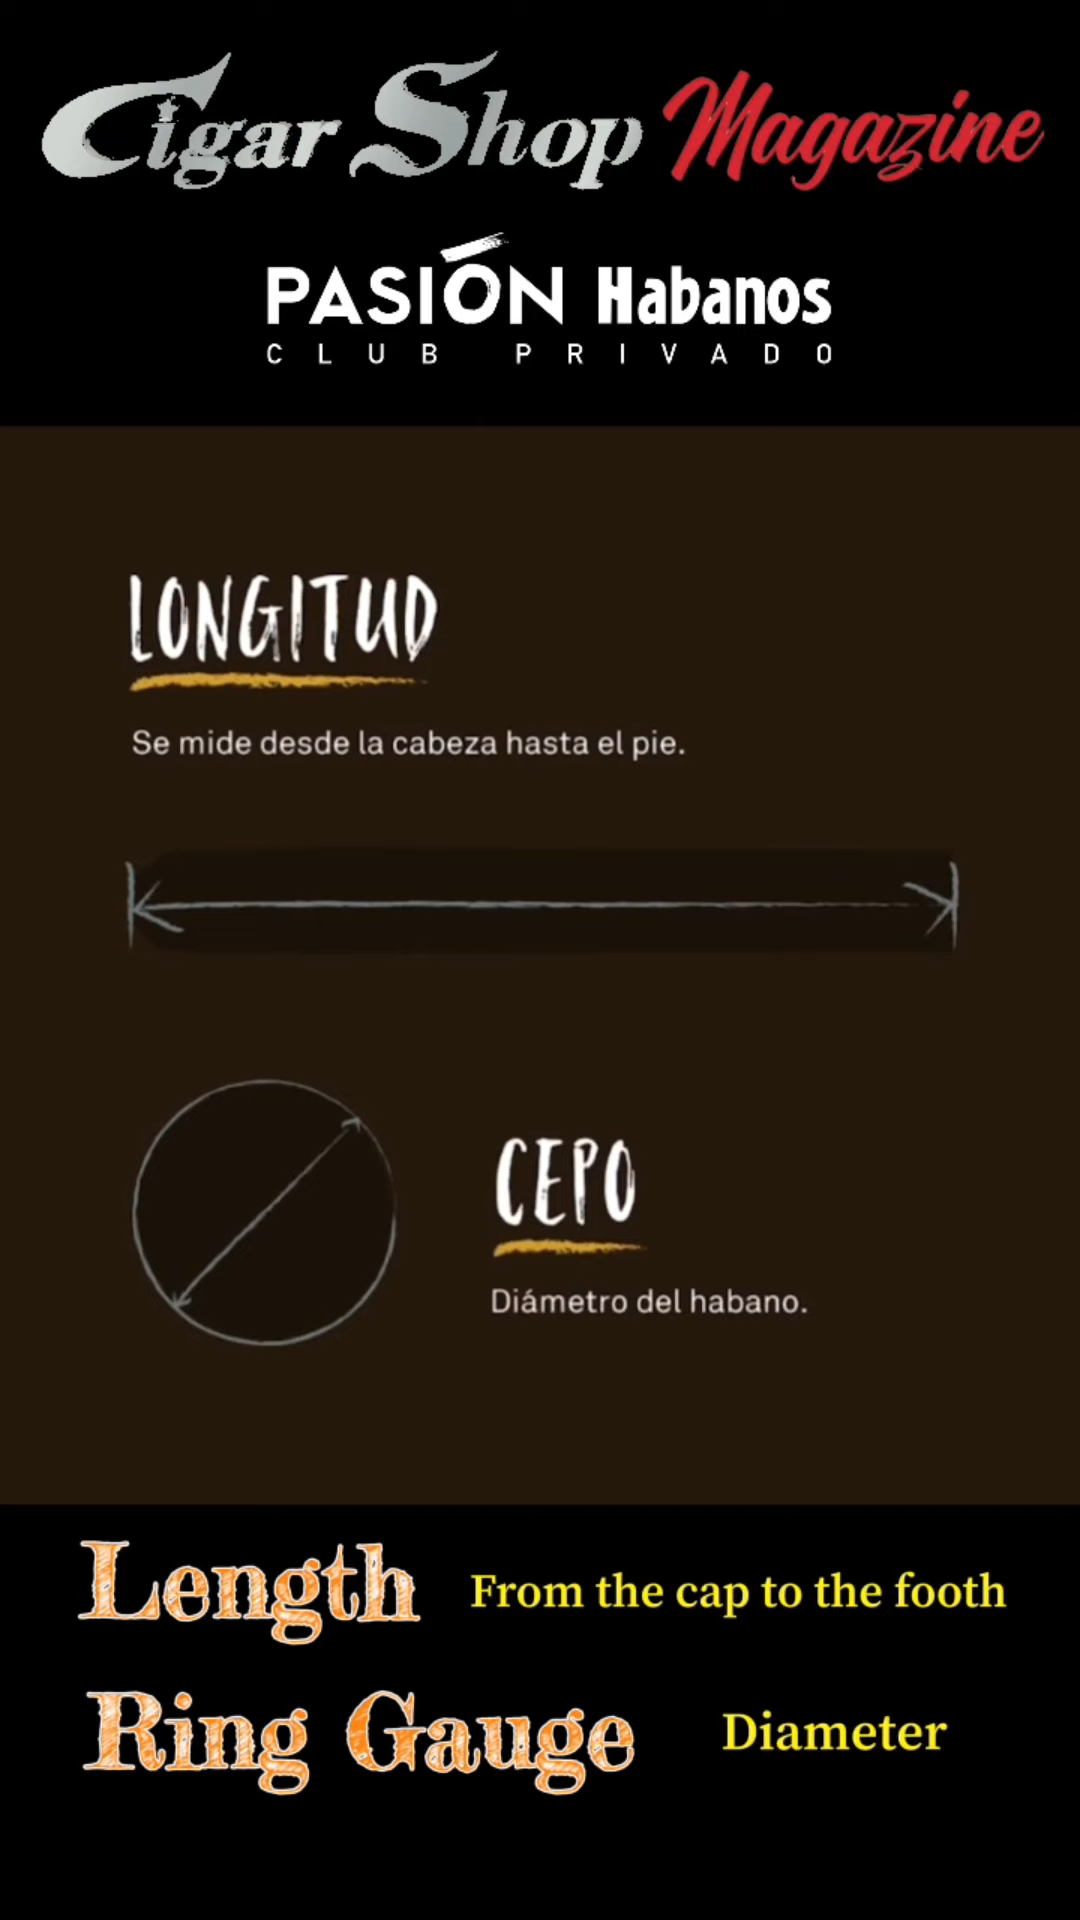 Cigar Shop Magazine
PASIÓN Habanos
CLUB PRIVADO
LONGITUD
Se mide desde la cabeza hasta el pie.
CEPO
Diámetro del habano.
Length From the cap to the footh
Ring Gauge Diameter